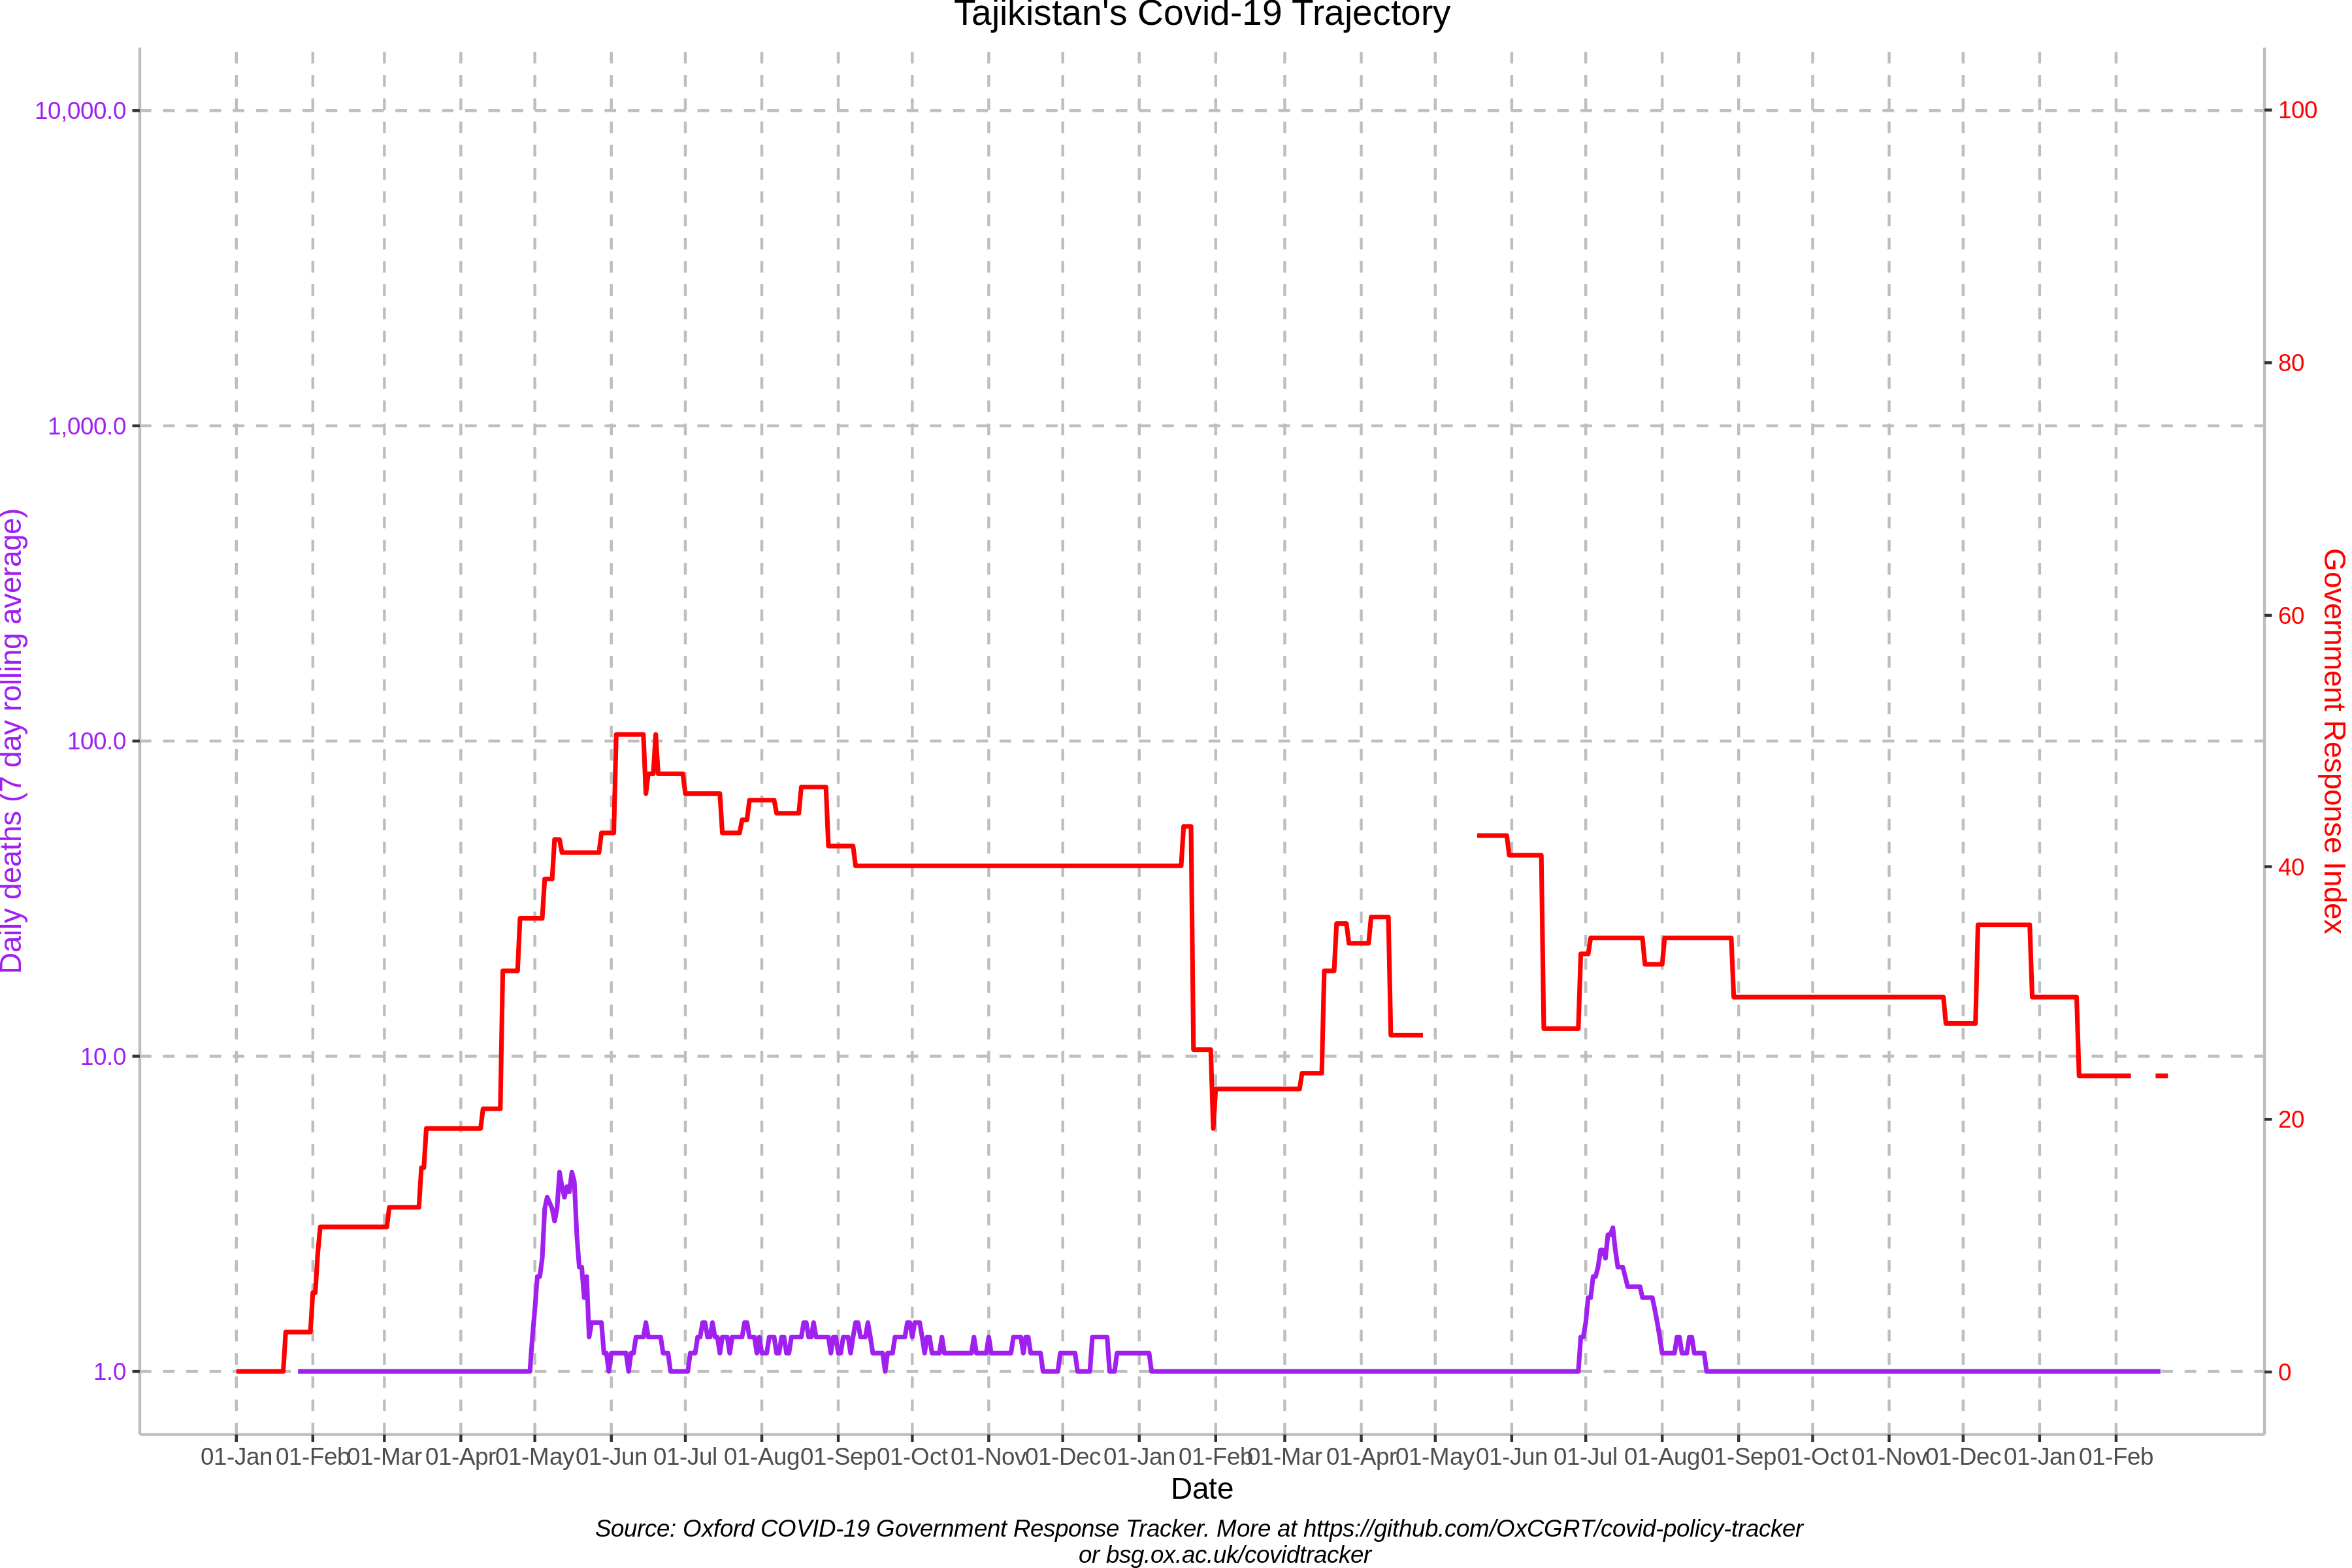 Tajikistan's Covid-19 Trajectory
10,000.0
1,000.0
100.0
10.0
1.0
Daily deaths (7 day rolling average)
100
80
60
40
20
0
Government Response Index
01-Jan 01-Feb 01-Mar 01-Apr 01-May 01-Jun 01-Jul 01-Aug 01-Sep 01-Oct 01-Nov 01-Dec 01-Jan 01-Feb 01-Mar 01-Apr 01-May 01-Jun 01-Jul 01-Aug 01-Sep 01-Oct 01-Nov 01-Dec 01-Jan 01-Feb
Date
Source: Oxford COVID-19 Government Response Tracker. More at https://github.com/OxCGRT/covid-policy-tracker
or bsg.ox.ac.uk/covidtracker